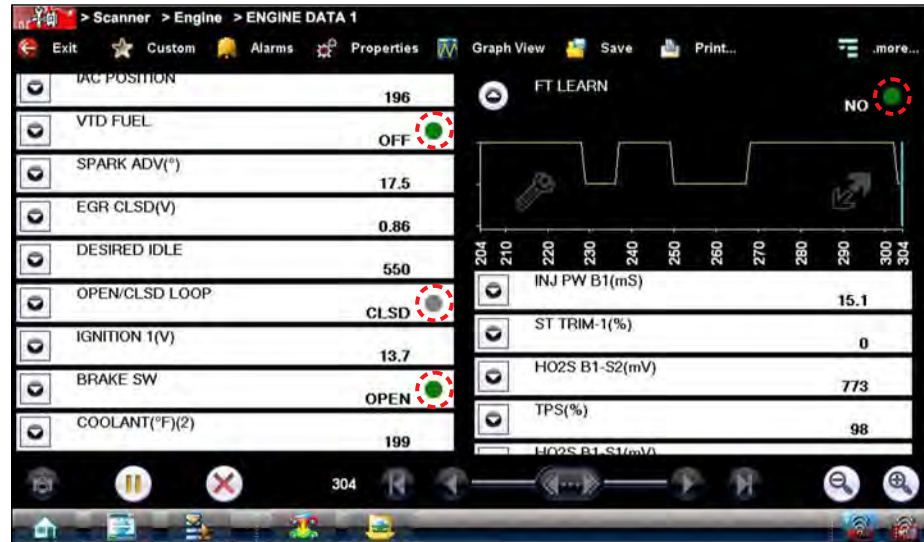 > Scanner > Engine > ENGINE DATA 1
Exit Custom Alarms Properties Graph View Save Print... .more...
IAC POSITION
196
VTD FUEL
OFF
SPARK ADV(°)
17.5
EGR CLSD(V)
0.86
DESIRED IDLE
550
OPEN/CLSD LOOP
CLSD
IGNITION 1(V)
13.7
BRAKE SW
OPEN
COOLANT(°F)(2)
199
FT LEARN
NO
204 210 220 230 240 250 260 270 280 290 300 304
INJ PW B1(mS)
15.1
ST TRIM-1(%)
0
HO2S B1-S2(mV)
773
TPS(%)
98
HO2S B1-S1(mV)
304